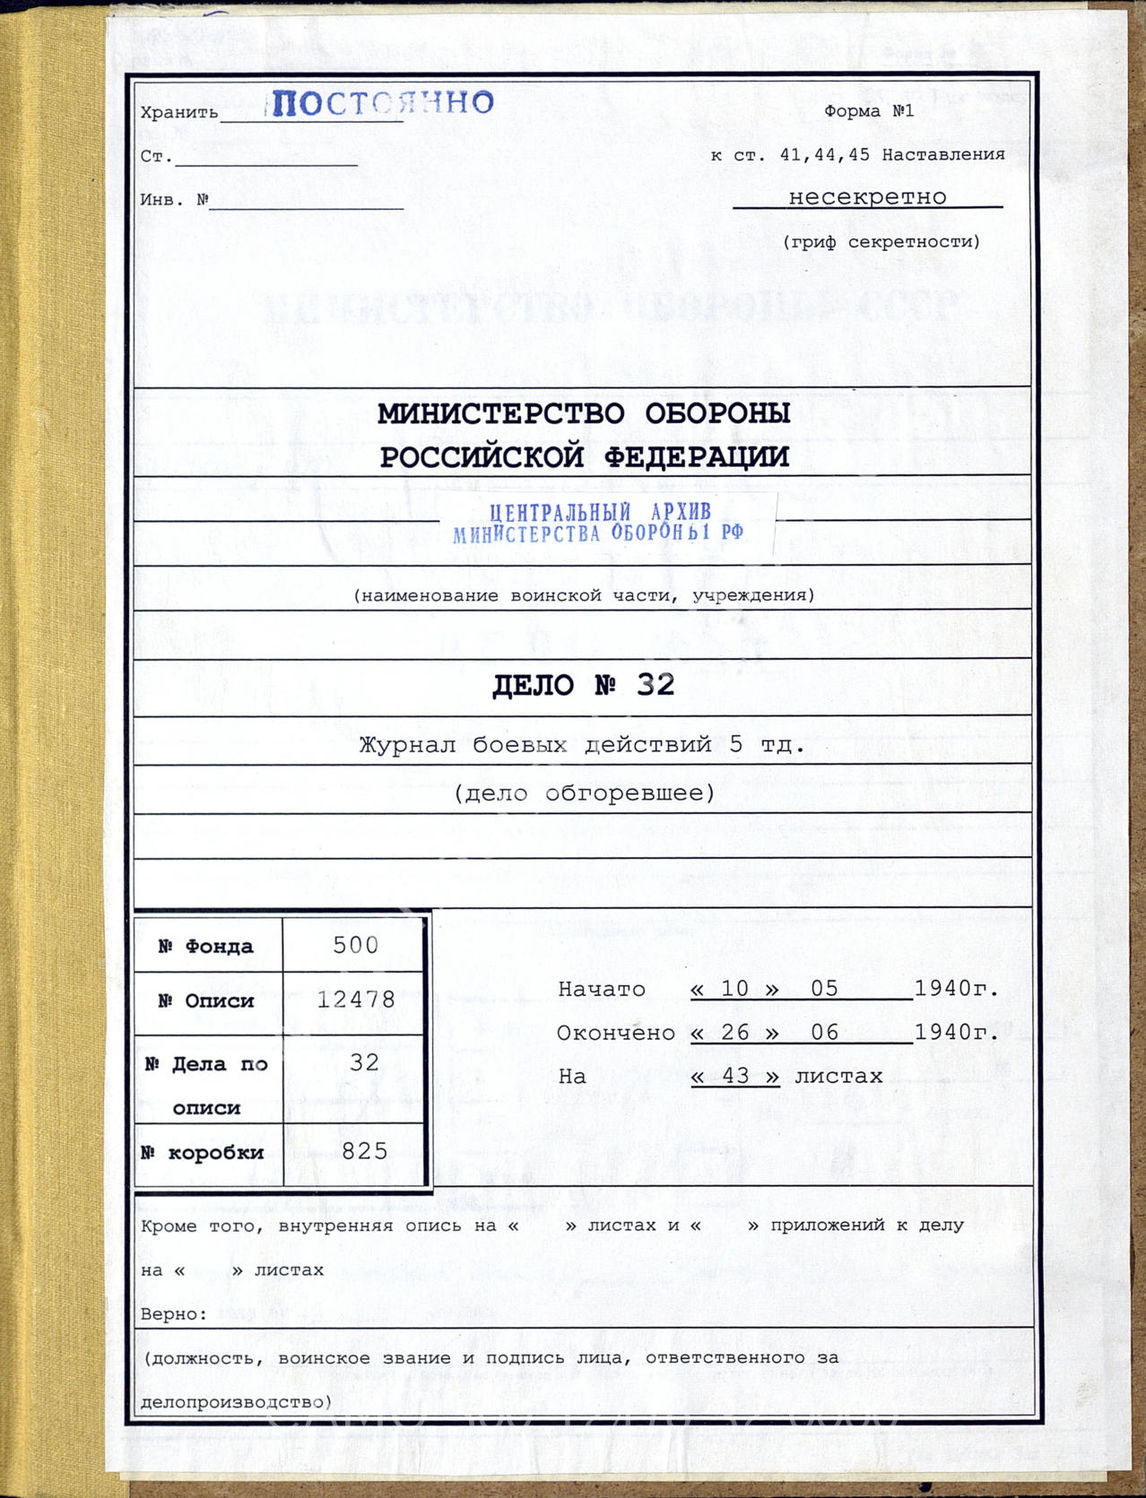 Хранить ПОСТОЯННО
Форма №1
Ст.
к ст. 41,44,45 Наставления
Инв. №
несекретно
(гриф секретности)
МИНИСТЕРСТВО ОБОРОНЫ СССР
МИНИСТЕРСТВО ОБОРОНЫ
РОССИЙСКОЙ ФЕДЕРАЦИИ
ЦЕНТРАЛЬНЫЙ АРХИВ
МИНИСТЕРСТВА ОБОРОНЫ РФ
(наименование воинской части, учреждения)
ДЕЛО № 32
Журнал боевых действий 5 тд.
(дело обгоревшее)
№ Фонда 500
№ Описи 12478
№ Дела по описи 32
№ коробки 825
Начато « 10 » 05 1940г.
Окончено « 26 » 06 1940г.
На « 43 » листах
Кроме того, внутренняя опись на « » листах и « » приложений к делу
на « » листах
Верно:
(должность, воинское звание и подпись лица, ответственного за
делопроизводство)